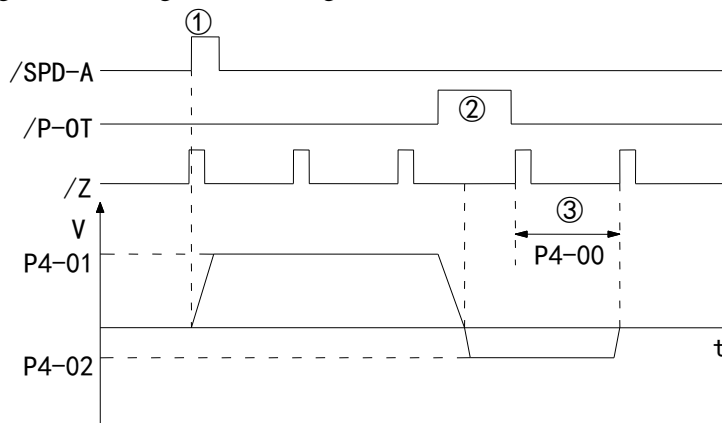 ①
/SPD-A
②
/P-OT
/Z
③
V
P4-00
P4-01
t
P4-02